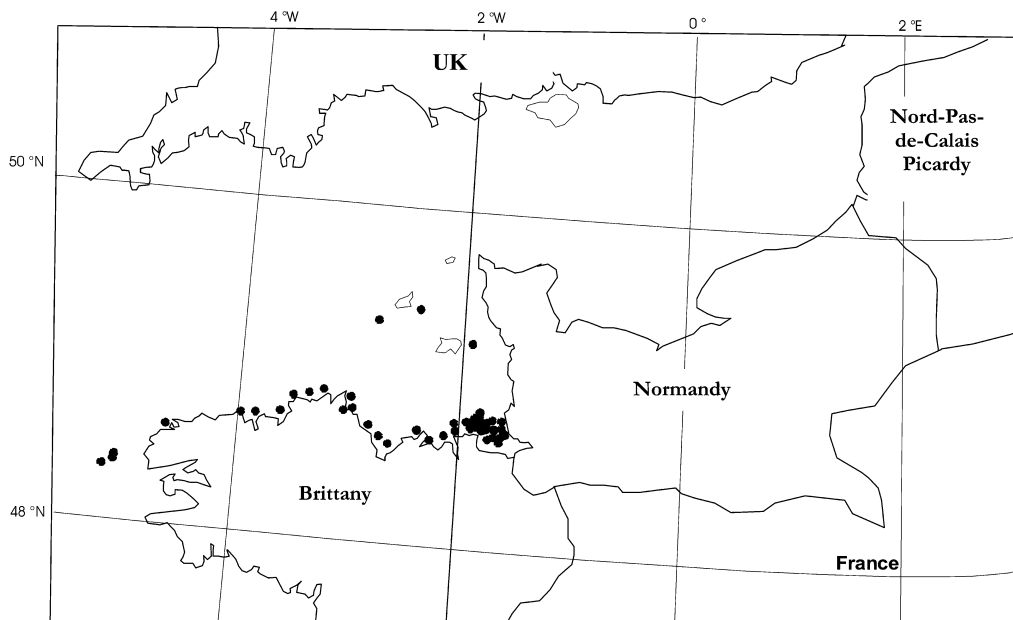 4 °W
2 °W
0 °
2 °E
UK
Nord-Pas-
de-Calais
Picardy
50 °N
Normandy
Brittany
48 °N
France